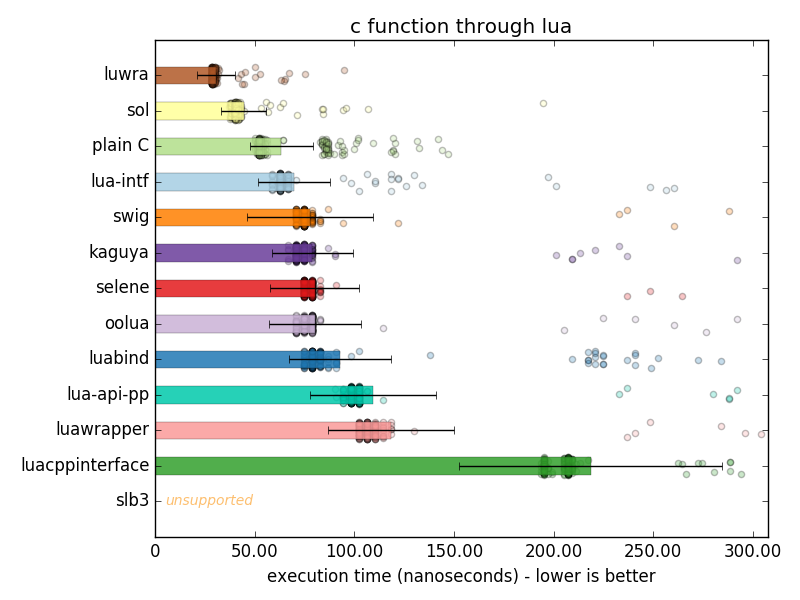 c function through lua
luwra
sol
plain C
lua-intf
swig
kaguya
selene
oolua
luabind
lua-api-pp
luawrapper
luacppinterface
slb3 unsupported
0 50.00 100.00 150.00 200.00 250.00 300.00
execution time (nanoseconds) - lower is better